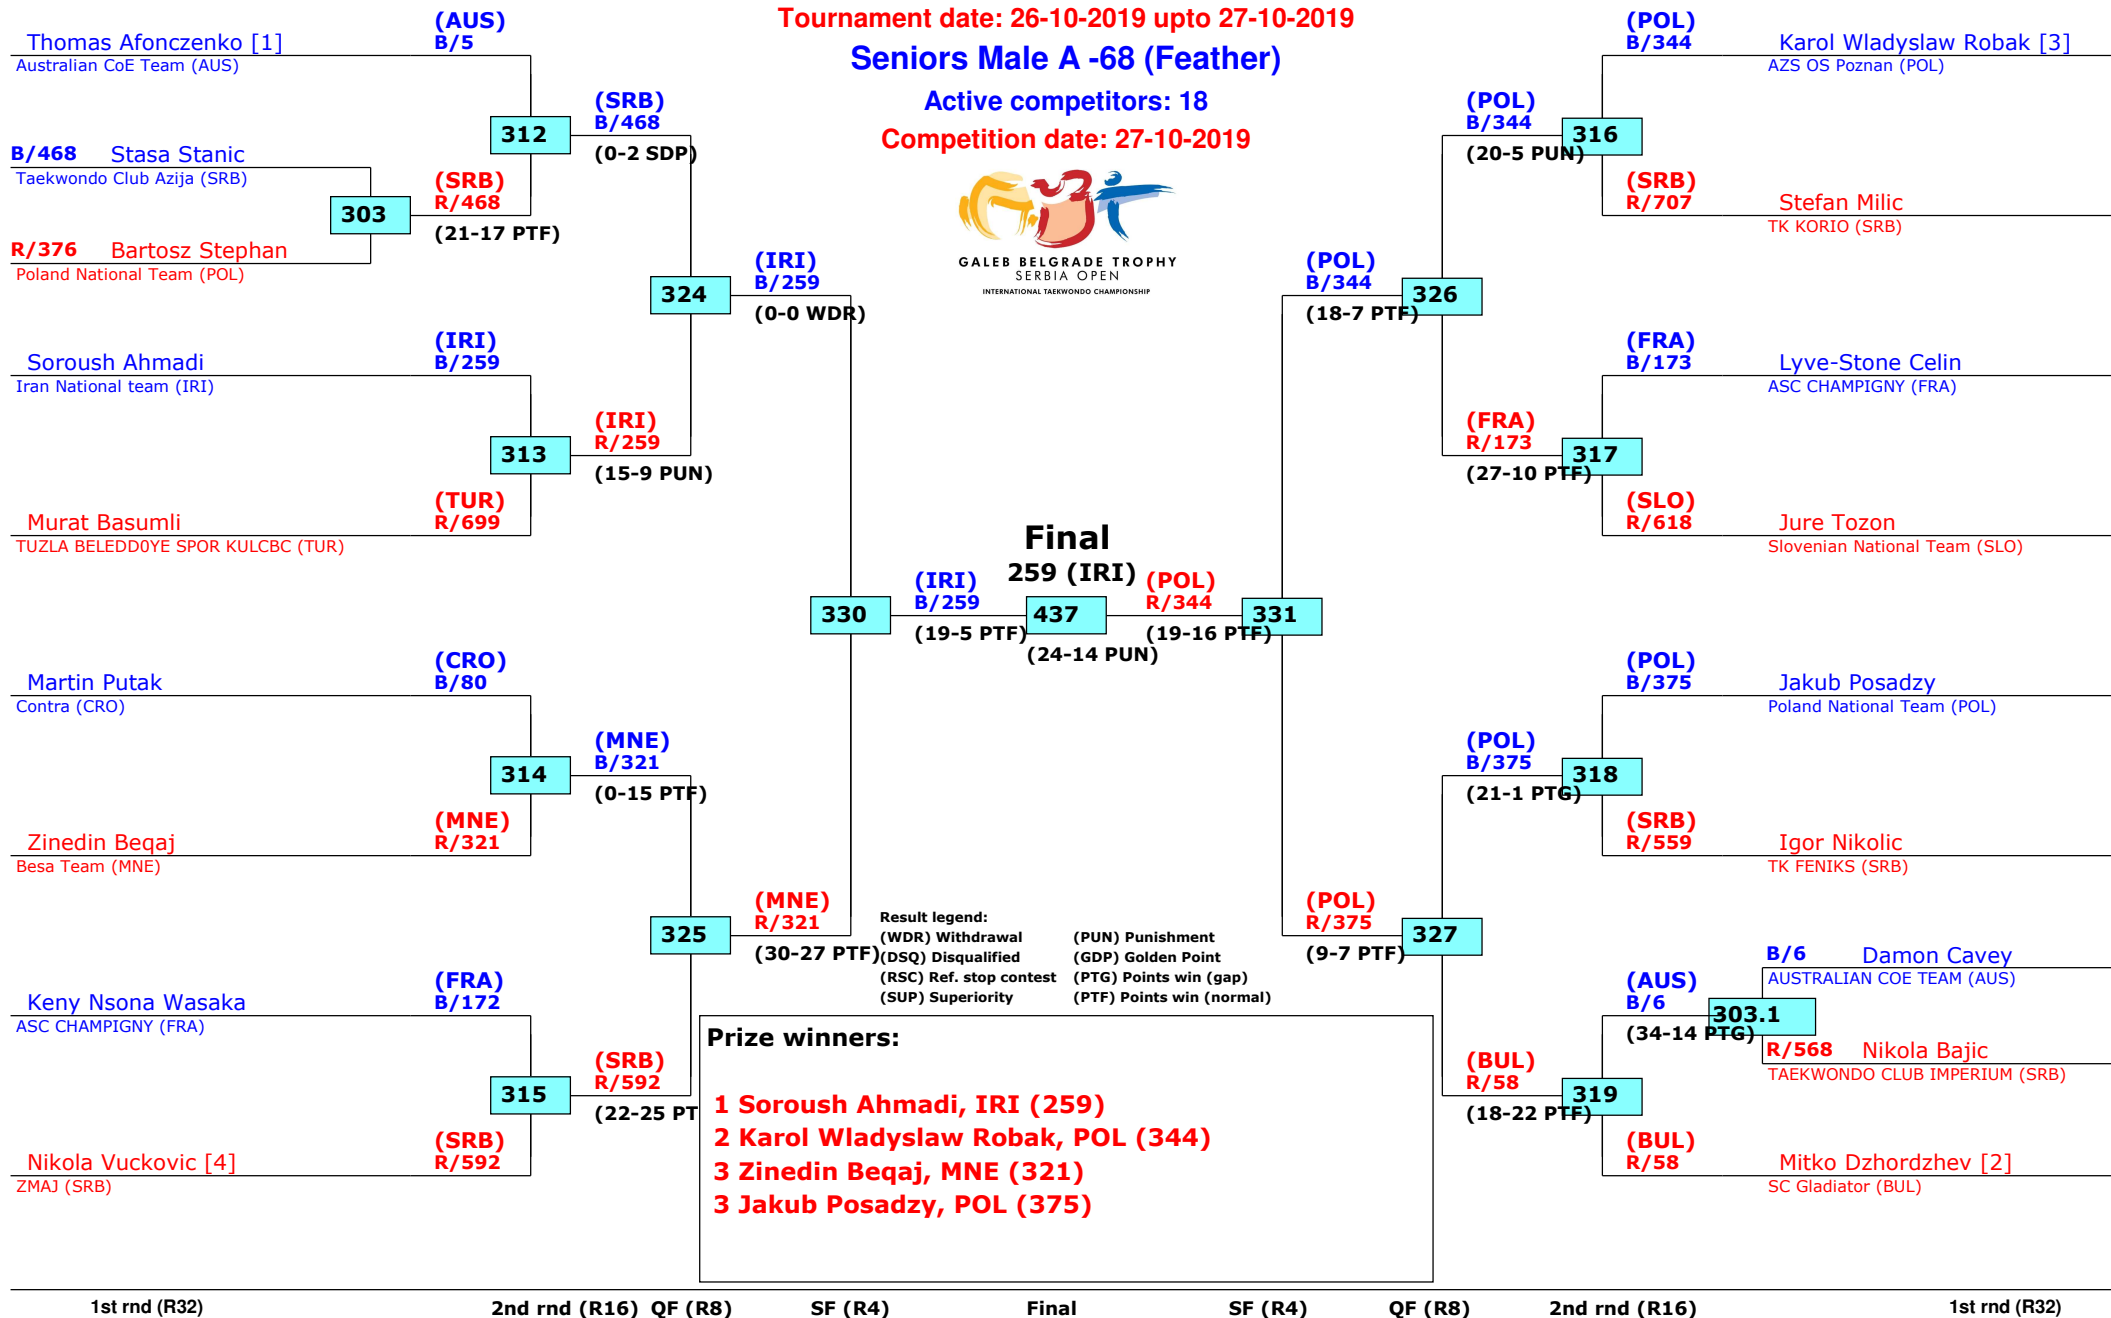 Tournament date: 26-10-2019 upto 27-10-2019
Seniors Male A -68 (Feather)
Active competitors: 18
Competition date: 27-10-2019
GALEB BELGRADE TROPHY
SERBIA OPEN
INTERNATIONAL TAEKWONDO CHAMPIONSHIP
Thomas Afonczenko [1]
Australian CoE Team (AUS)
(AUS)
B/5
B/468 Stasa Stanic
Taekwondo Club Azija (SRB)
303
R/376 Bartosz Stephan
Poland National Team (POL)
(SRB)
R/468
(21-17 PTF)
312
(SRB)
B/468
(0-2 SDP)
Soroush Ahmadi
Iran National team (IRI)
(IRI)
B/259
313
Murat Basumli
TUZLA BELEDD0YE SPOR KULCBC (TUR)
(TUR)
R/699
(IRI)
R/259
(15-9 PUN)
324
(IRI)
B/259
(0-0 WDR)
Martin Putak
Contra (CRO)
(CRO)
B/80
314
Zinedin Beqaj
Besa Team (MNE)
(MNE)
R/321
(MNE)
B/321
(0-15 PTF)
Keny Nsona Wasaka
ASC CHAMPIGNY (FRA)
(FRA)
B/172
315
Nikola Vuckovic [4]
ZMAJ (SRB)
(SRB)
R/592
(SRB)
R/592
(22-25 PT
325
(MNE)
R/321
(30-27 PTF)
330
(IRI)
B/259
(19-5 PTF)
Final
259 (IRI)
437
(24-14 PUN)
(POL)
R/344
(19-16 PTF)
331
(POL)
B/344
(18-7 PTF)
326
(POL)
B/344
(20-5 PUN)
316
(POL)
B/344
Karol Wladyslaw Robak [3]
AZS OS Poznan (POL)
(SRB)
R/707
Stefan Milic
TK KORIO (SRB)
(FRA)
R/173
(27-10 PTF)
317
(FRA)
B/173
Lyve-Stone Celin
ASC CHAMPIGNY (FRA)
(SLO)
R/618
Jure Tozon
Slovenian National Team (SLO)
(POL)
R/375
(9-7 PTF)
327
(POL)
B/375
(21-1 PTG)
318
(POL)
B/375
Jakub Posadzy
Poland National Team (POL)
(SRB)
R/559
Igor Nikolic
TK FENIKS (SRB)
(BUL)
R/58
(18-22 PTF)
319
(AUS)
B/6
(34-14 PTG)
303.1
B/6 Damon Cavey
AUSTRALIAN COE TEAM (AUS)
R/568 Nikola Bajic
TAEKWONDO CLUB IMPERIUM (SRB)
(BUL)
R/58
Mitko Dzhordzhev [2]
SC Gladiator (BUL)
Result legend:
(WDR) Withdrawal (PUN) Punishment
(DSQ) Disqualified (GDP) Golden Point
(RSC) Ref. stop contest (PTG) Points win (gap)
(SUP) Superiority (PTF) Points win (normal)
Prize winners:
1 Soroush Ahmadi, IRI (259)
2 Karol Wladyslaw Robak, POL (344)
3 Zinedin Beqaj, MNE (321)
3 Jakub Posadzy, POL (375)
1st rnd (R32) 2nd rnd (R16) QF (R8) SF (R4) Final SF (R4) QF (R8) 2nd rnd (R16) 1st rnd (R32)